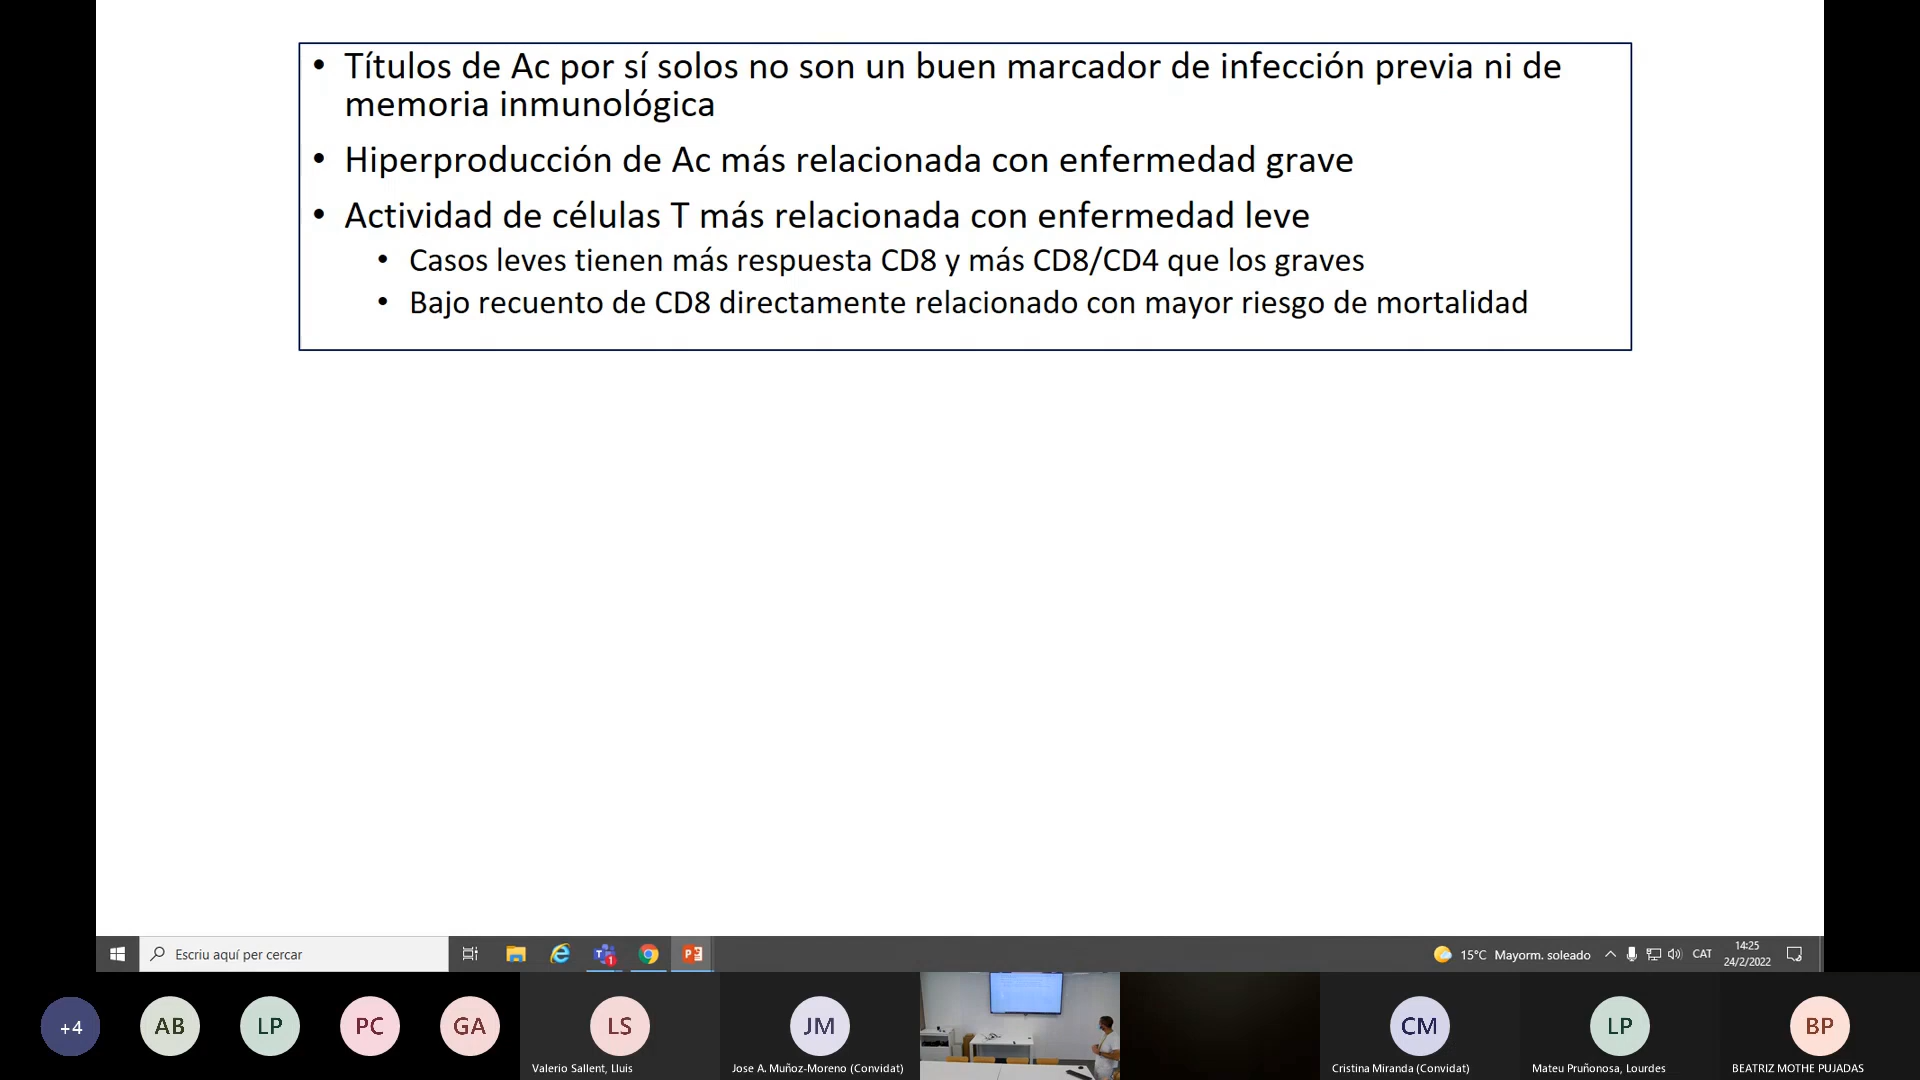 • Títulos de Ac por sí solos no son un buen marcador de infección previa ni de
memoria inmunológica
• Hiperproducción de Ac más relacionada con enfermedad grave
• Actividad de células T más relacionada con enfermedad leve
• Casos leves tienen más respuesta CD8 y más CD8/CD4 que los graves
• Bajo recuento de CD8 directamente relacionado con mayor riesgo de mortalidad
Escriu aquí per cercar
1
15°C Mayorm. soleado
CAT
14:25
24/2/2022
+4
AB
LP
PC
GA
LS
Valerio Sallent, Lluis
JM
Jose A. Muñoz-Moreno (Convidat)
CM
Cristina Miranda (Convidat)
LP
Mateu Pruñonosa, Lourdes
BP
BEATRIZ MOTHE PUJADAS